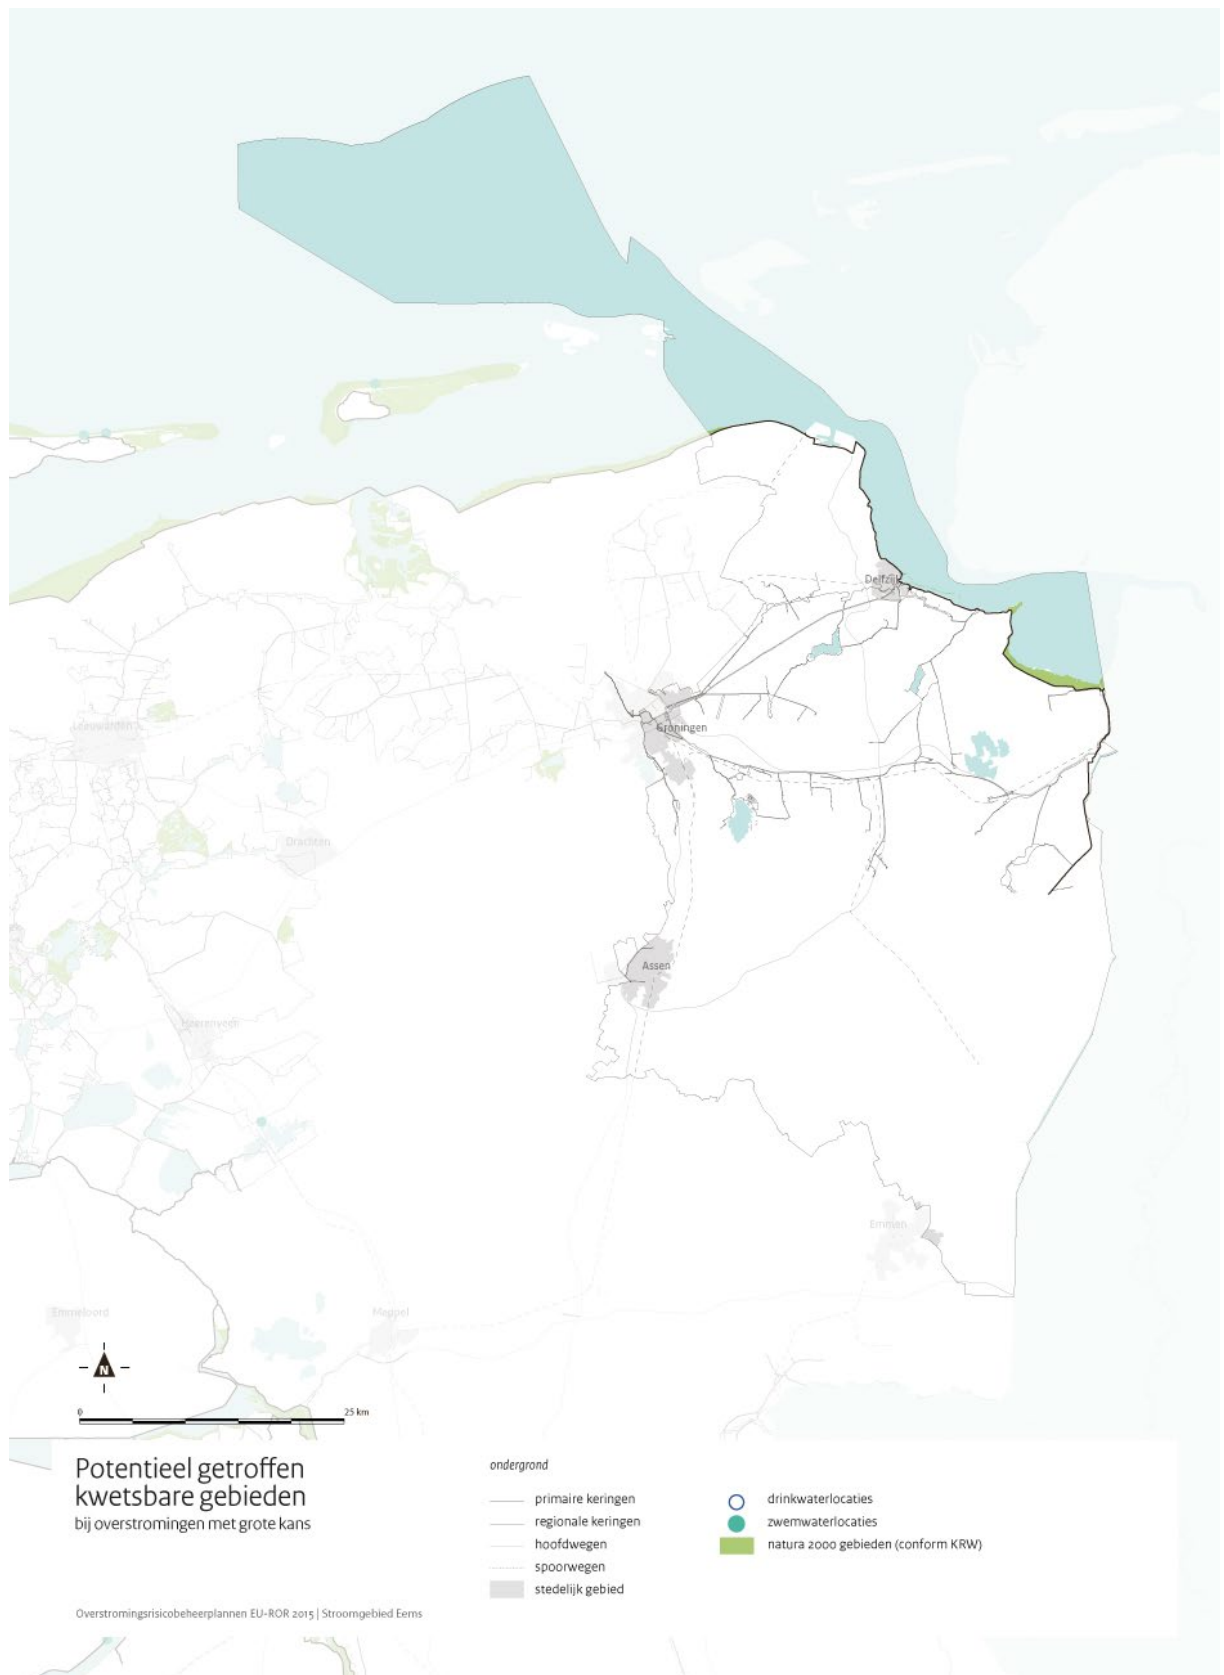 Delfzijl
Leeuwarden
Groningen
Drachten
Assen
Heerenveen
Emmen
Emmeloord
Meppel
N
0
25 km
Potentieel getroffen
kwetsbare gebieden
bij overstromingen met grote kans
ondergrond
primaire keringen
regionale keringen
hoofdwegen
spoorwegen
stedelijk gebied
drinkwaterlocaties
zwemwaterlocaties
natura 2000 gebieden (conform KRW)
Overstromingsrisicobeheerplannen EU-ROR 2015 | Stroomgebied Eems